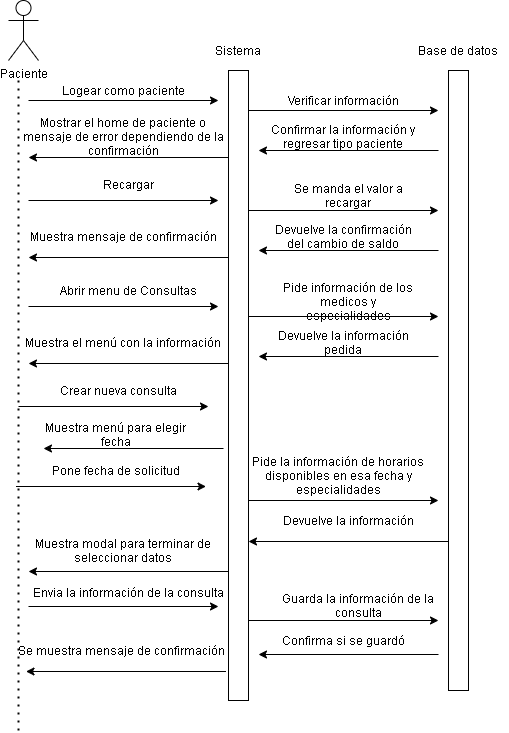 Sistema
Base de datos
Paciente
Logear como paciente
Verificar información
Mostrar el home de paciente o
mensaje de error dependiendo de la
confirmación
Confirmar la información y
regresar tipo paciente
Recargar
Se manda el valor a
recargar
Muestra mensaje de confirmación
Devuelve la confirmación
del cambio de saldo
Abrir menu de Consultas
Pide información de los
medicos y
especialidades
Muestra el menú con la información
Devuelve la información
pedida
Crear nueva consulta
Muestra menú para elegir
fecha
Pone fecha de solicitud
Pide la información de horarios
disponibles en esa fecha y
especialidades
Devuelve la información
Muestra modal para terminar de
seleccionar datos
Envia la información de la consulta
Guarda la información de la
consulta
Se muestra mensaje de confirmación
Confirma si se guardó